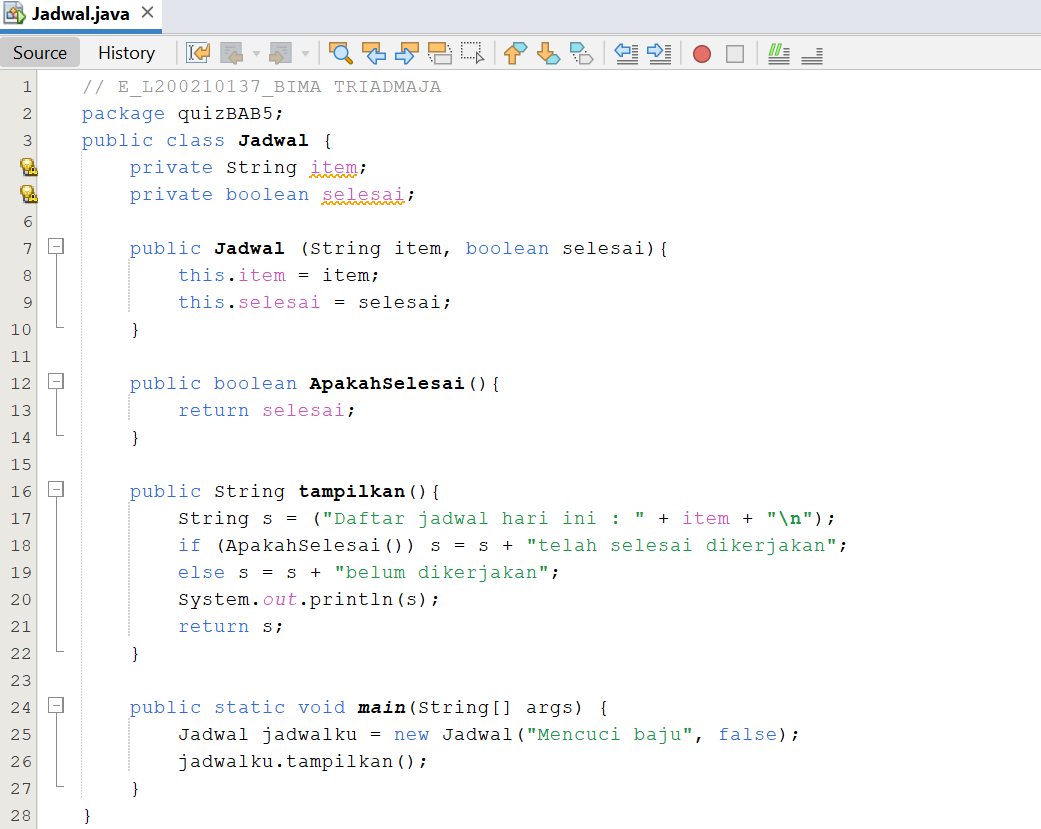 Jadwal.java
Source History
1 // E_L200210137_BIMA TRIADMAJA
2 package quizBAB5;
3 public class Jadwal {
private String item;
private boolean selesai;
6
7 public Jadwal (String item, boolean selesai){
8 this.item = item;
9 this.selesai = selesai;
10 }
11
12 public boolean ApakahSelesai(){
13 return selesai;
14 }
15
16 public String tampilkan(){
17 String s = ("Daftar jadwal hari ini : " + item + "\n");
18 if (ApakahSelesai()) s = s + "telah selesai dikerjakan";
19 else s = s + "belum dikerjakan";
20 System.out.println(s);
21 return s;
22 }
23
24 public static void main(String[] args) {
25 Jadwal jadwalku = new Jadwal("Mencuci baju", false);
26 jadwalku.tampilkan();
27 }
28 }